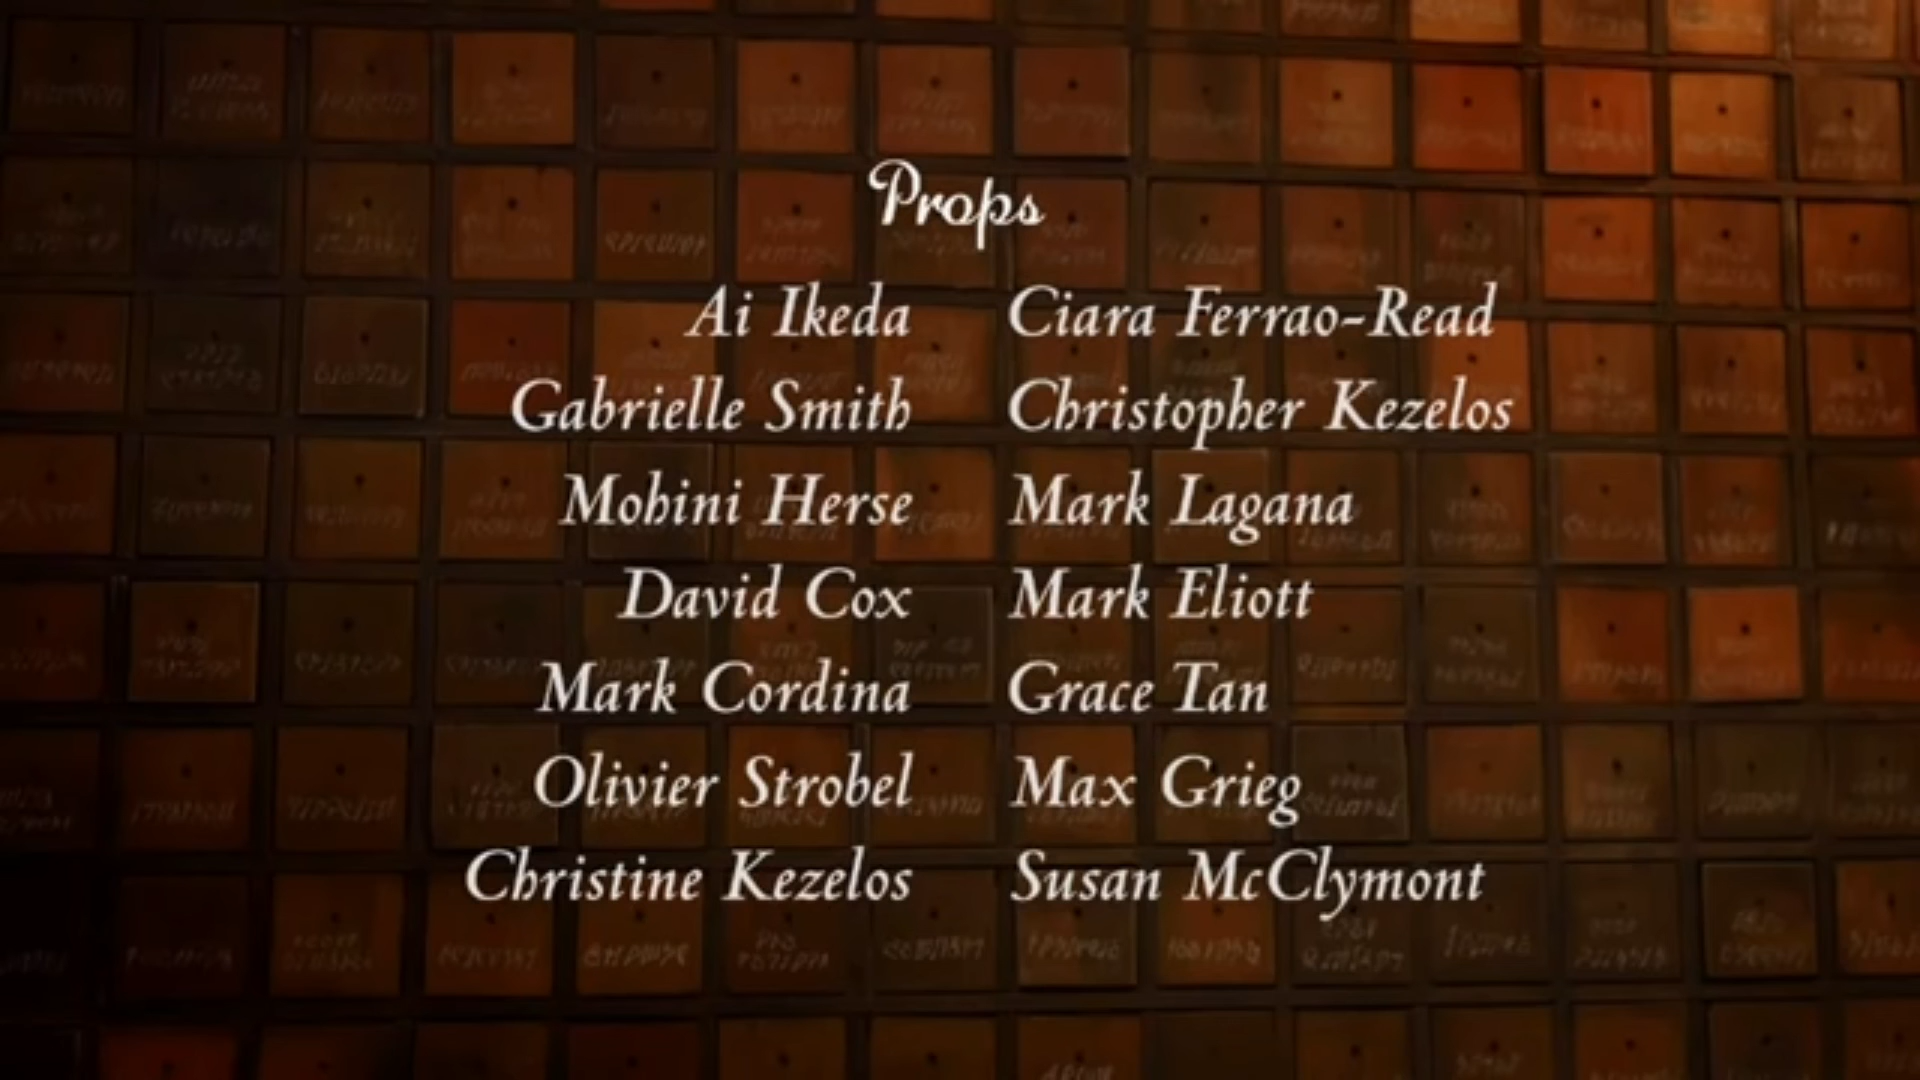 Props
Ai Ikeda Ciara Ferrao-Read
Gabrielle Smith Christopher Kezelos
Mohini Herse Mark Lagana
David Cox Mark Eliott
Mark Cordina Grace Tan
Olivier Strobel Max Grieg
Christine Kezelos Susan McClymont